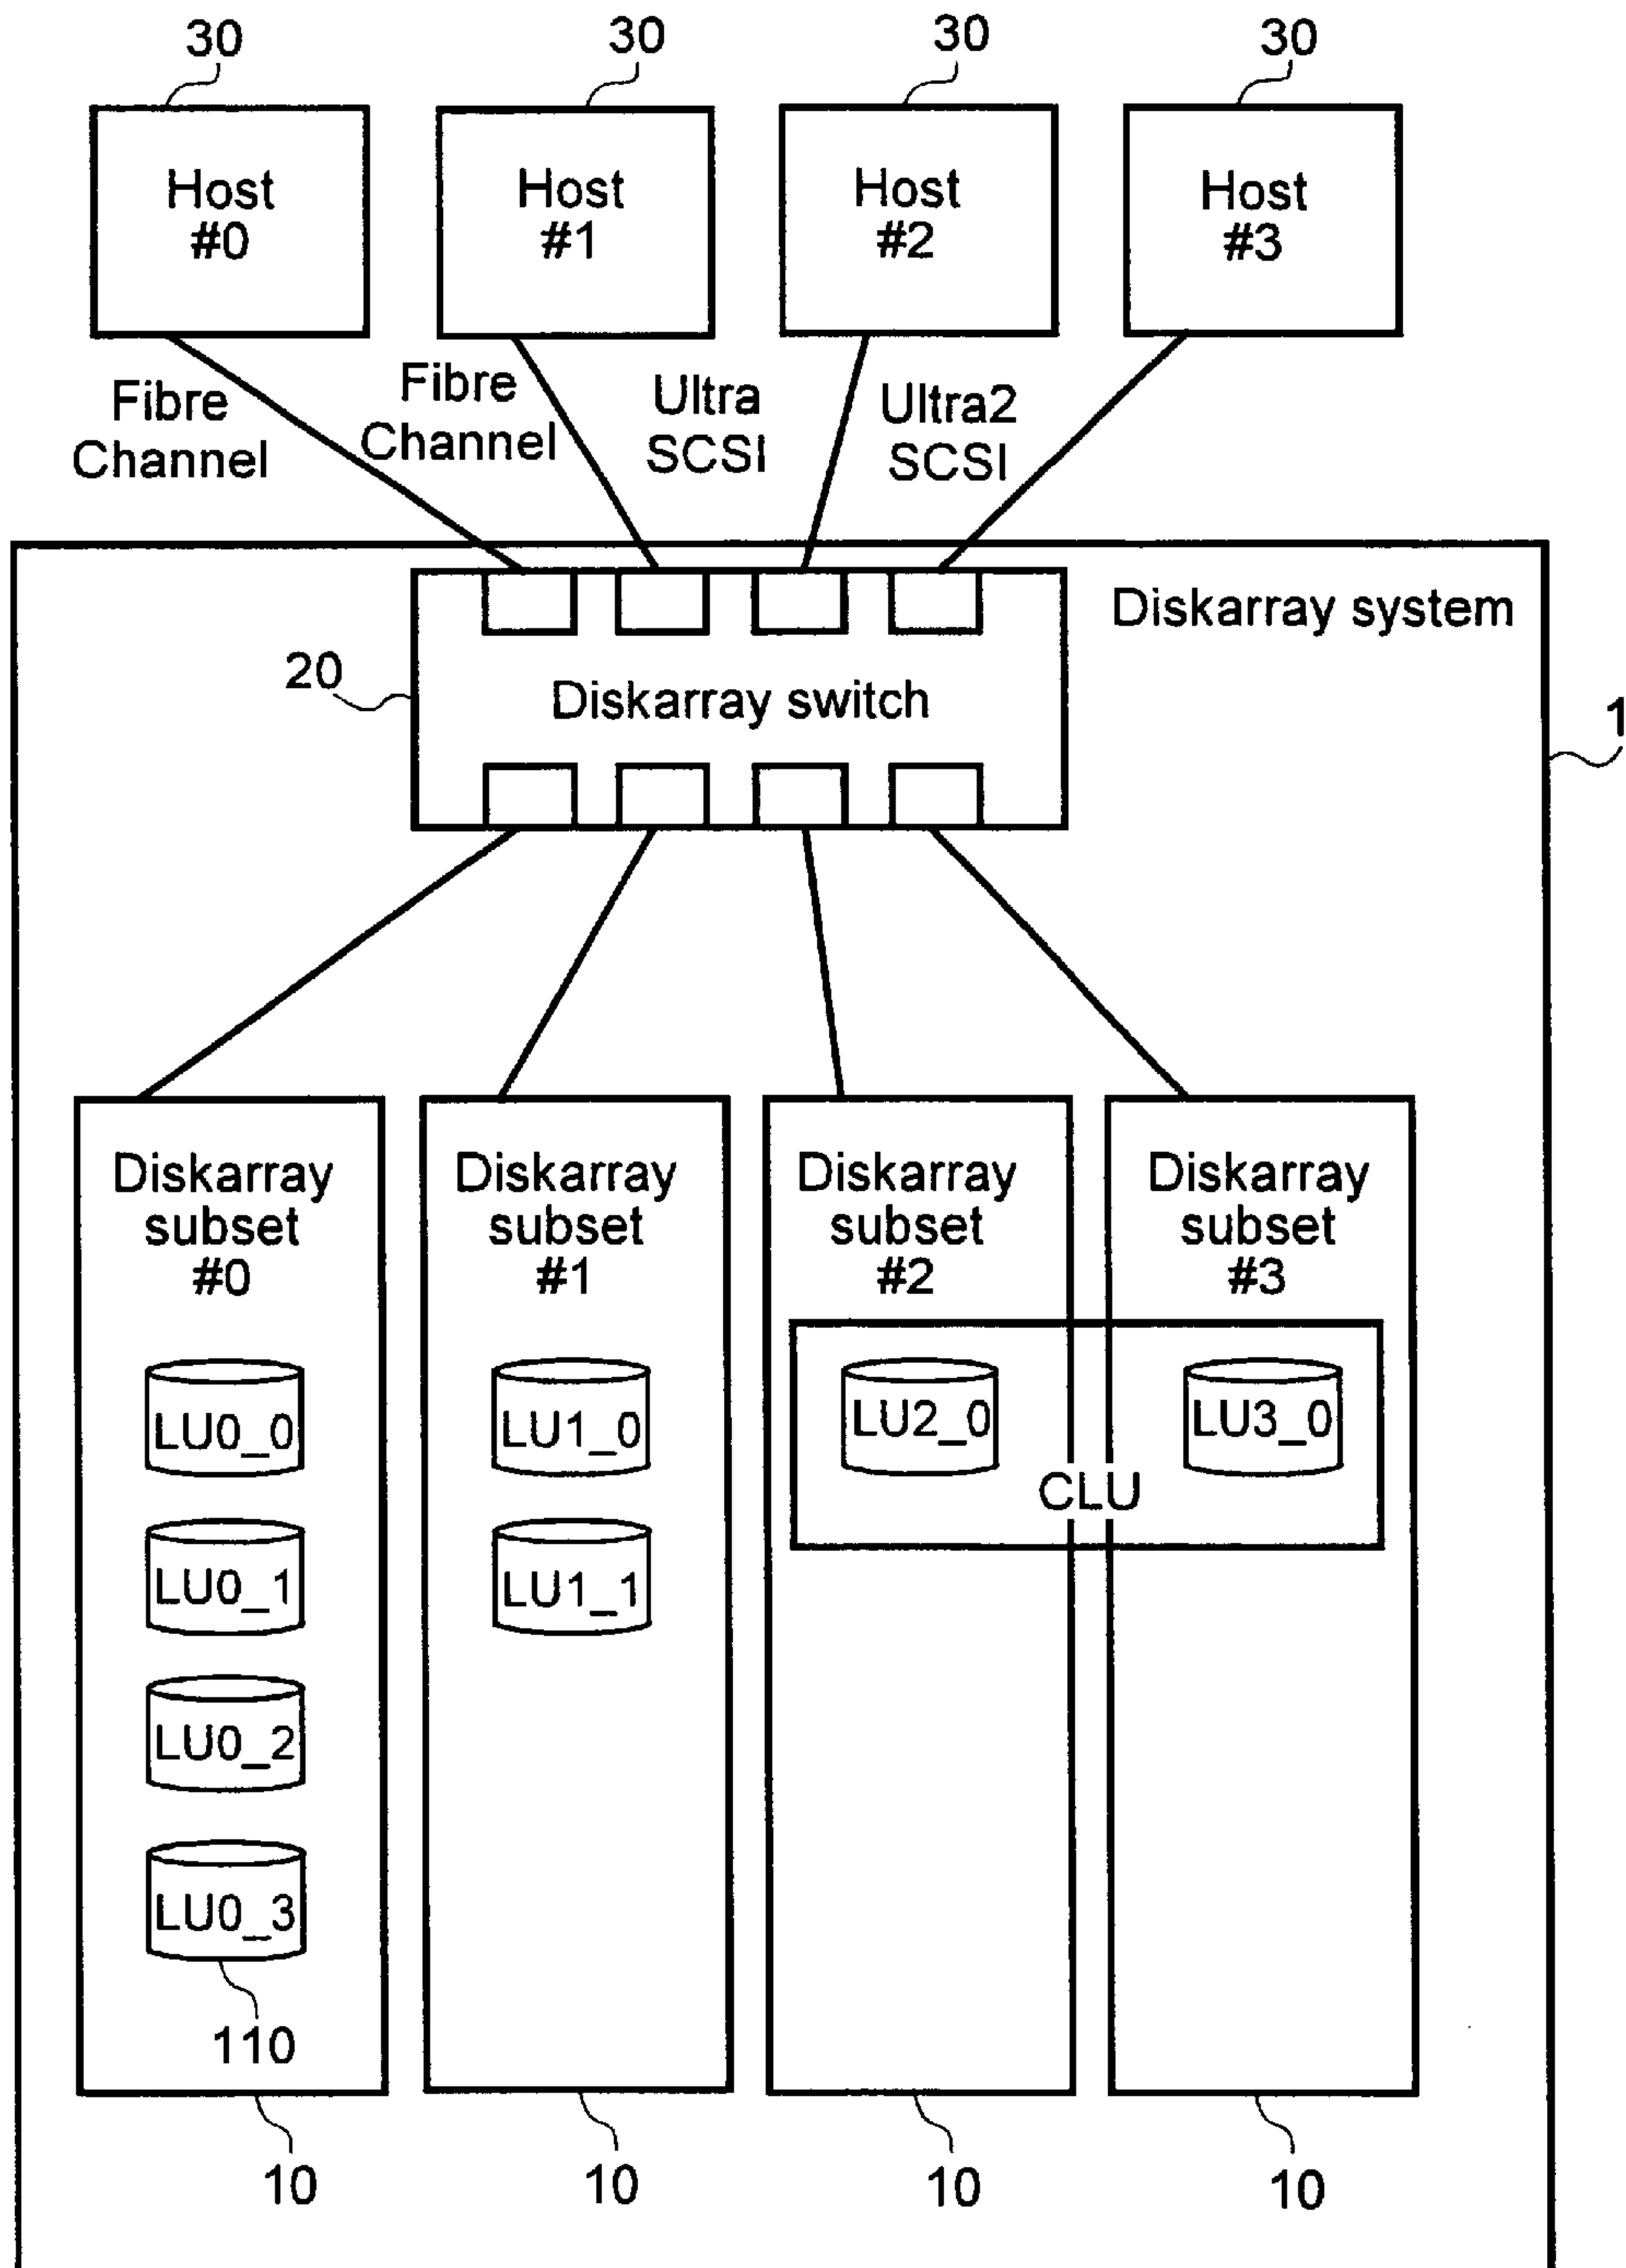 30
30
30
30
Host
#0
Host
#1
Host
#2
Host
#3
Fibre
Channel
Fibre
Channel
Ultra
SCSI
Ultra2
SCSI
Diskarray system
20
Diskarray switch
1
Diskarray
subset
#0
Diskarray
subset
#1
Diskarray
subset
#2
Diskarray
subset
#3
LU0_0
LU1_0
LU2_0
LU3_0
CLU
LU0_1
LU1_1
LU0_2
LU0_3
110
10
10
10
10